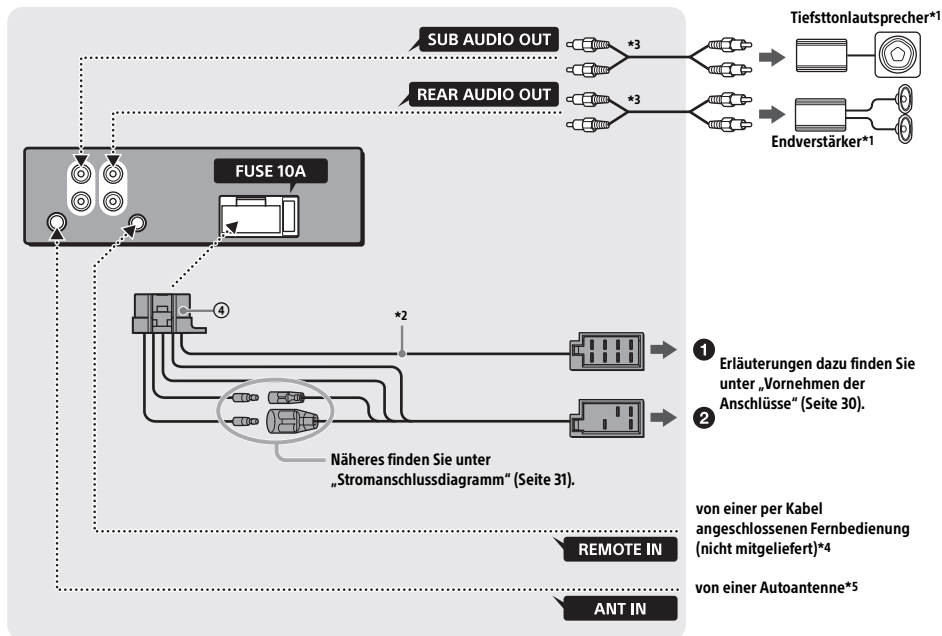 Tiefsttonlautsprecher*1
SUB AUDIO OUT
*3
REAR AUDIO OUT
*3
Endverstärker*1
FUSE 10A
④
*2
❶
Erläuterungen dazu finden Sie
unter „Vornehmen der
Anschlüsse“ (Seite 30).
❷
Näheres finden Sie unter
„Stromanschlussdiagramm“ (Seite 31).
von einer per Kabel
angeschlossenen Fernbedienung
(nicht mitgeliefert)*4
REMOTE IN
von einer Autoantenne*5
ANT IN